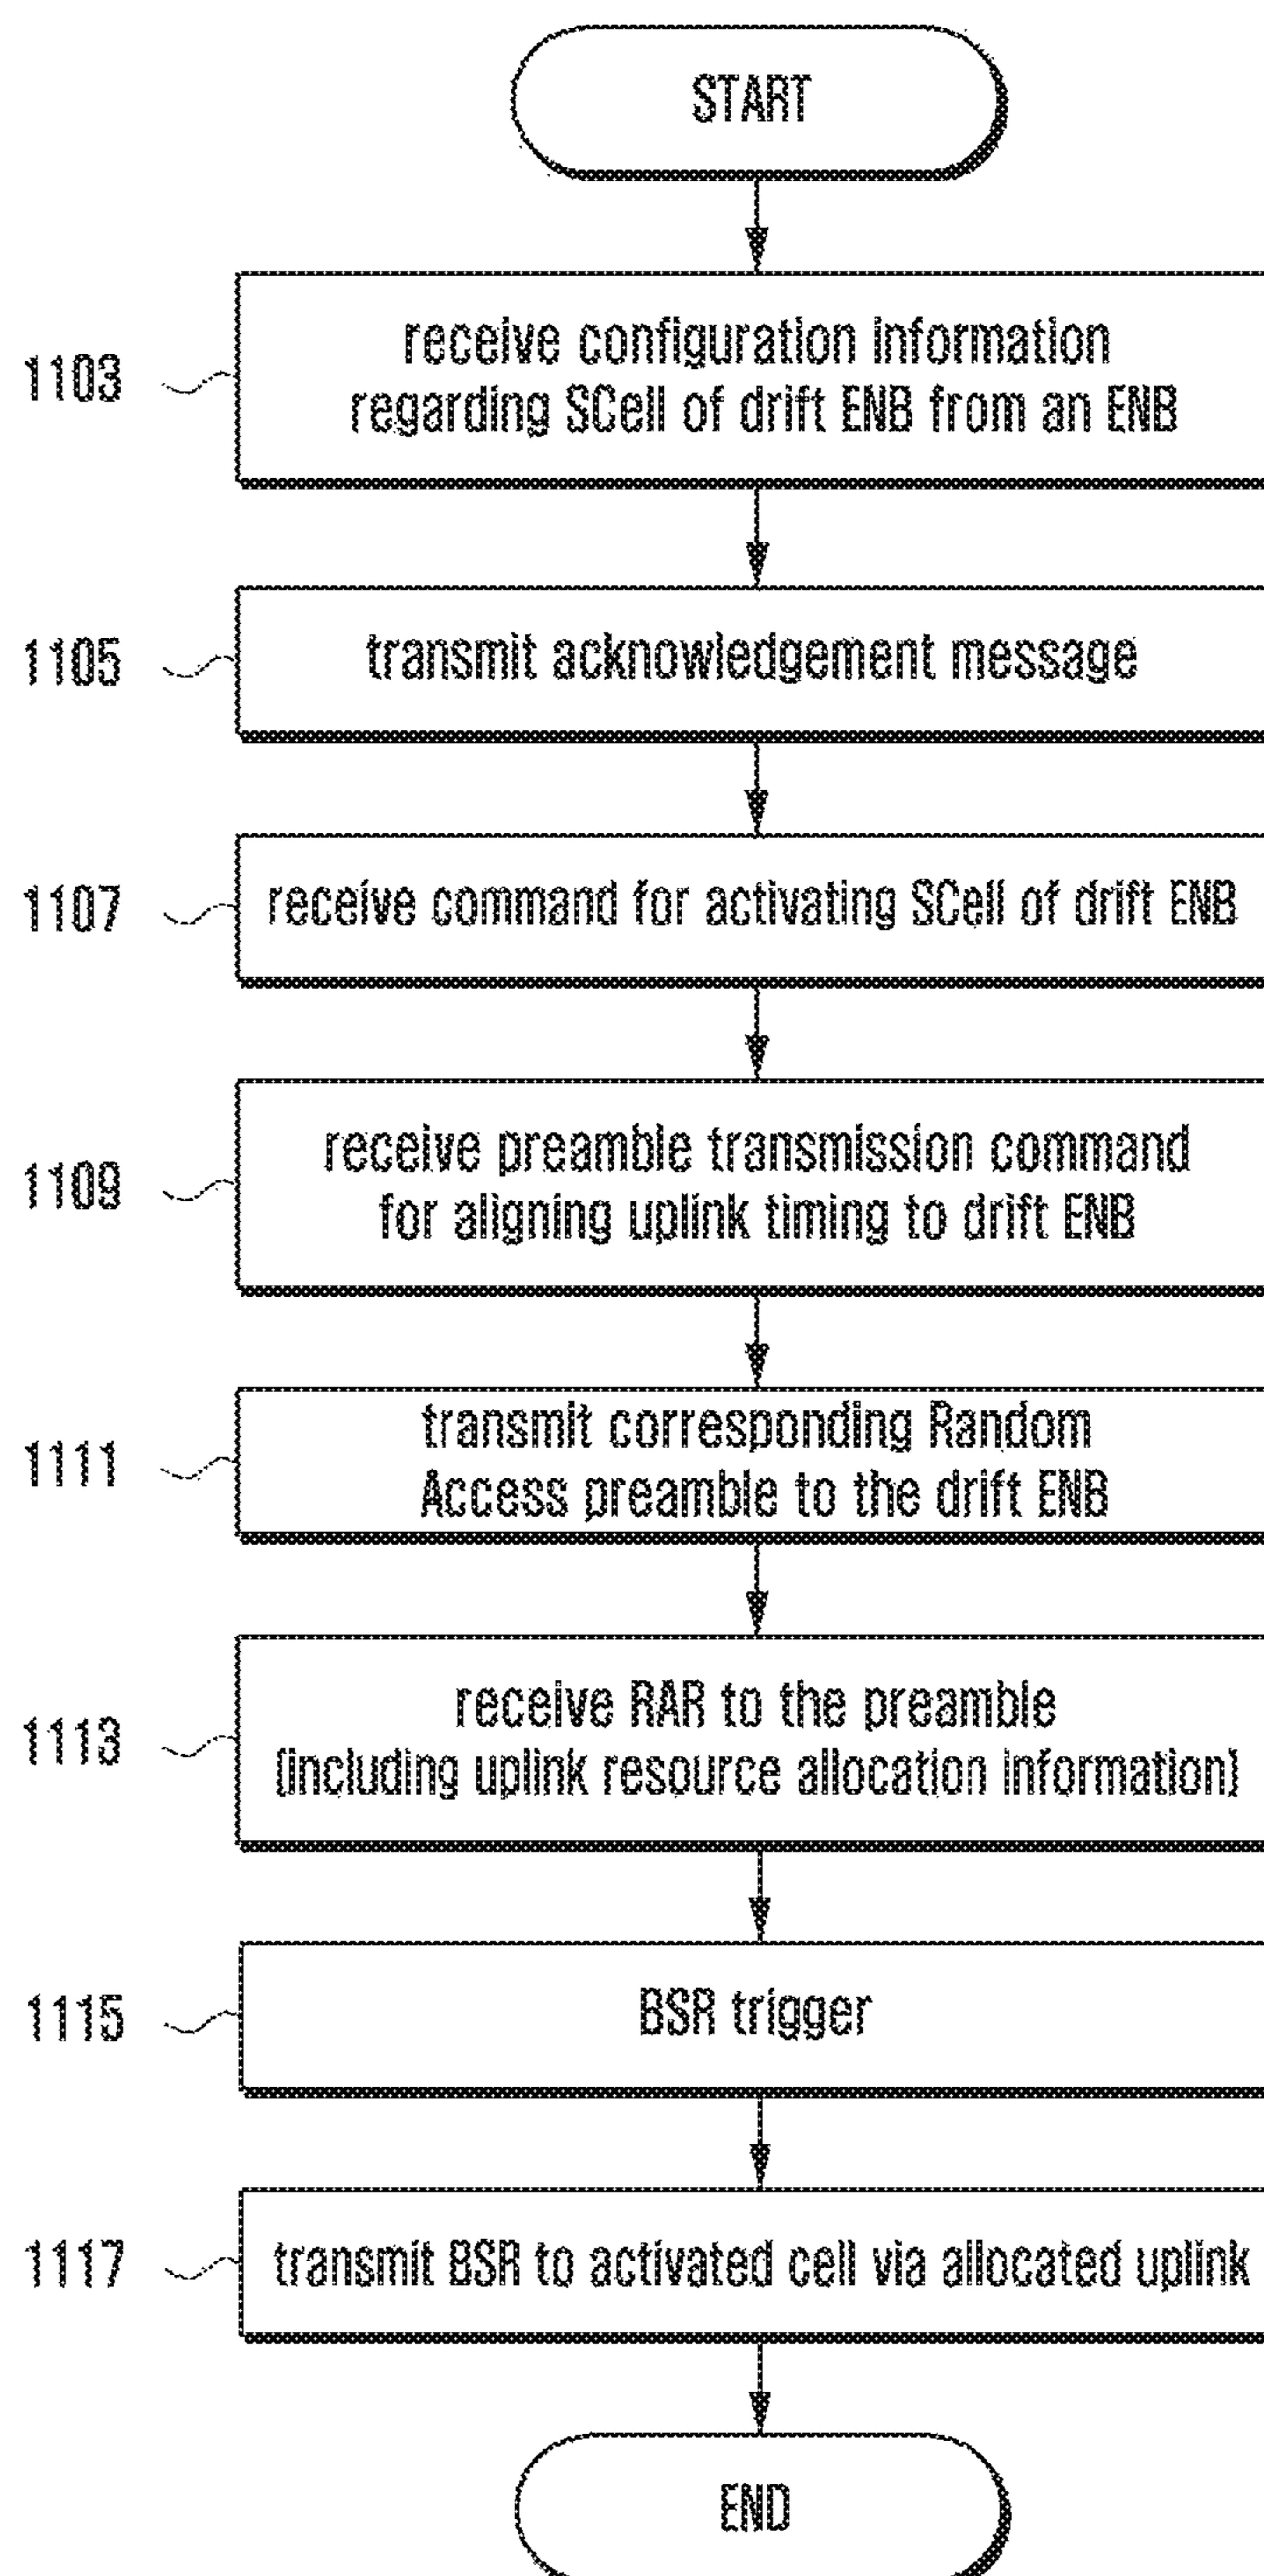 START
1103
receive configuration information
regarding SCell of drift ENB from an ENB
1105
transmit acknowledgement message
1107
receive command for activating SCell of drift ENB
1109
receive preamble transmission command
for aligning uplink timing to drift ENB
1111
transmit corresponding Random
Access preamble to the drift ENB
1113
receive RAR to the preamble
(including uplink resource allocation information)
1115
BSR trigger
1117
transmit BSR to activated cell via allocated uplink
END